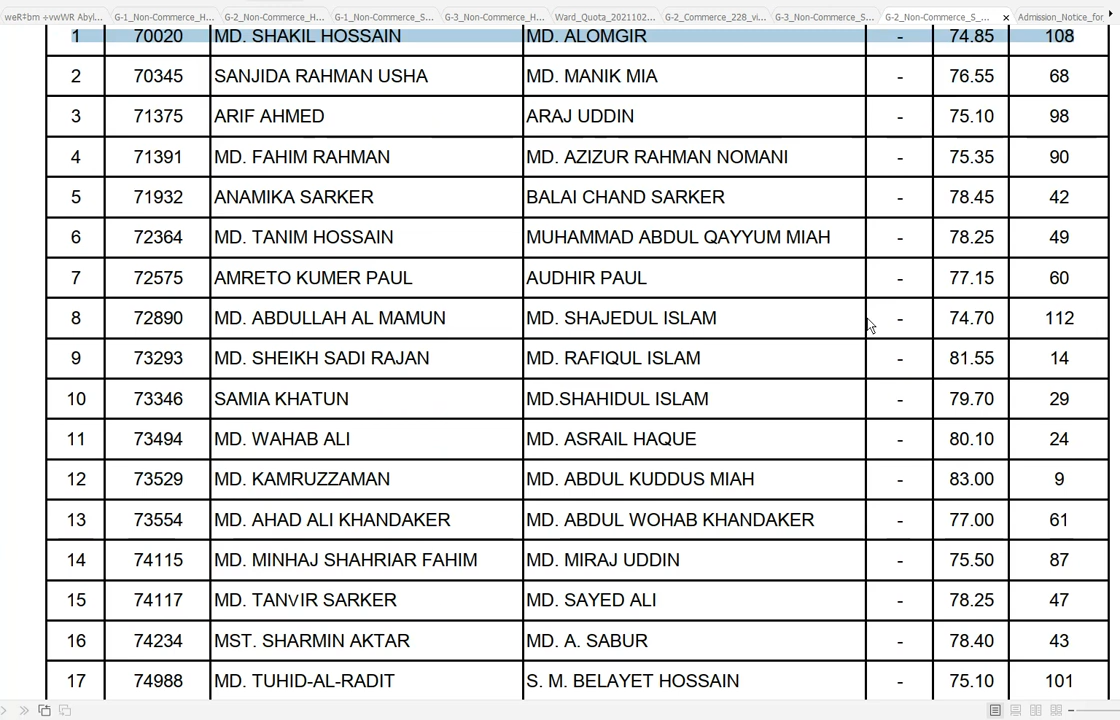 weR‡bm ÷vwWR Abyl... G-1_Non-Commerce_H... G-2_Non-Commerce_H... G-1_Non-Commerce_S... G-3_Non-Commerce_H... Ward_Quota_2021102... G-2_Commerce_228_vi... G-3_Non-Commerce_S... G-2_Non-Commerce_S_... × Admission_Notice_for
1 70020 MD. SHAKIL HOSSAIN MD. ALOMGIR - 74.85 108
2 70345 SANJIDA RAHMAN USHA MD. MANIK MIA - 76.55 68
3 71375 ARIF AHMED ARAJ UDDIN - 75.10 98
4 71391 MD. FAHIM RAHMAN MD. AZIZUR RAHMAN NOMANI - 75.35 90
5 71932 ANAMIKA SARKER BALAI CHAND SARKER - 78.45 42
6 72364 MD. TANIM HOSSAIN MUHAMMAD ABDUL QAYYUM MIAH - 78.25 49
7 72575 AMRETO KUMER PAUL AUDHIR PAUL - 77.15 60
8 72890 MD. ABDULLAH AL MAMUN MD. SHAJEDUL ISLAM - 74.70 112
9 73293 MD. SHEIKH SADI RAJAN MD. RAFIQUL ISLAM - 81.55 14
10 73346 SAMIA KHATUN MD.SHAHIDUL ISLAM - 79.70 29
11 73494 MD. WAHAB ALI MD. ASRAIL HAQUE - 80.10 24
12 73529 MD. KAMRUZZAMAN MD. ABDUL KUDDUS MIAH - 83.00 9
13 73554 MD. AHAD ALI KHANDAKER MD. ABDUL WOHAB KHANDAKER - 77.00 61
14 74115 MD. MINHAJ SHAHRIAR FAHIM MD. MIRAJ UDDIN - 75.50 87
15 74117 MD. TANVIR SARKER MD. SAYED ALI - 78.25 47
16 74234 MST. SHARMIN AKTAR MD. A. SABUR - 78.40 43
17 74988 MD. TUHID-AL-RADIT S. M. BELAYET HOSSAIN - 75.10 101